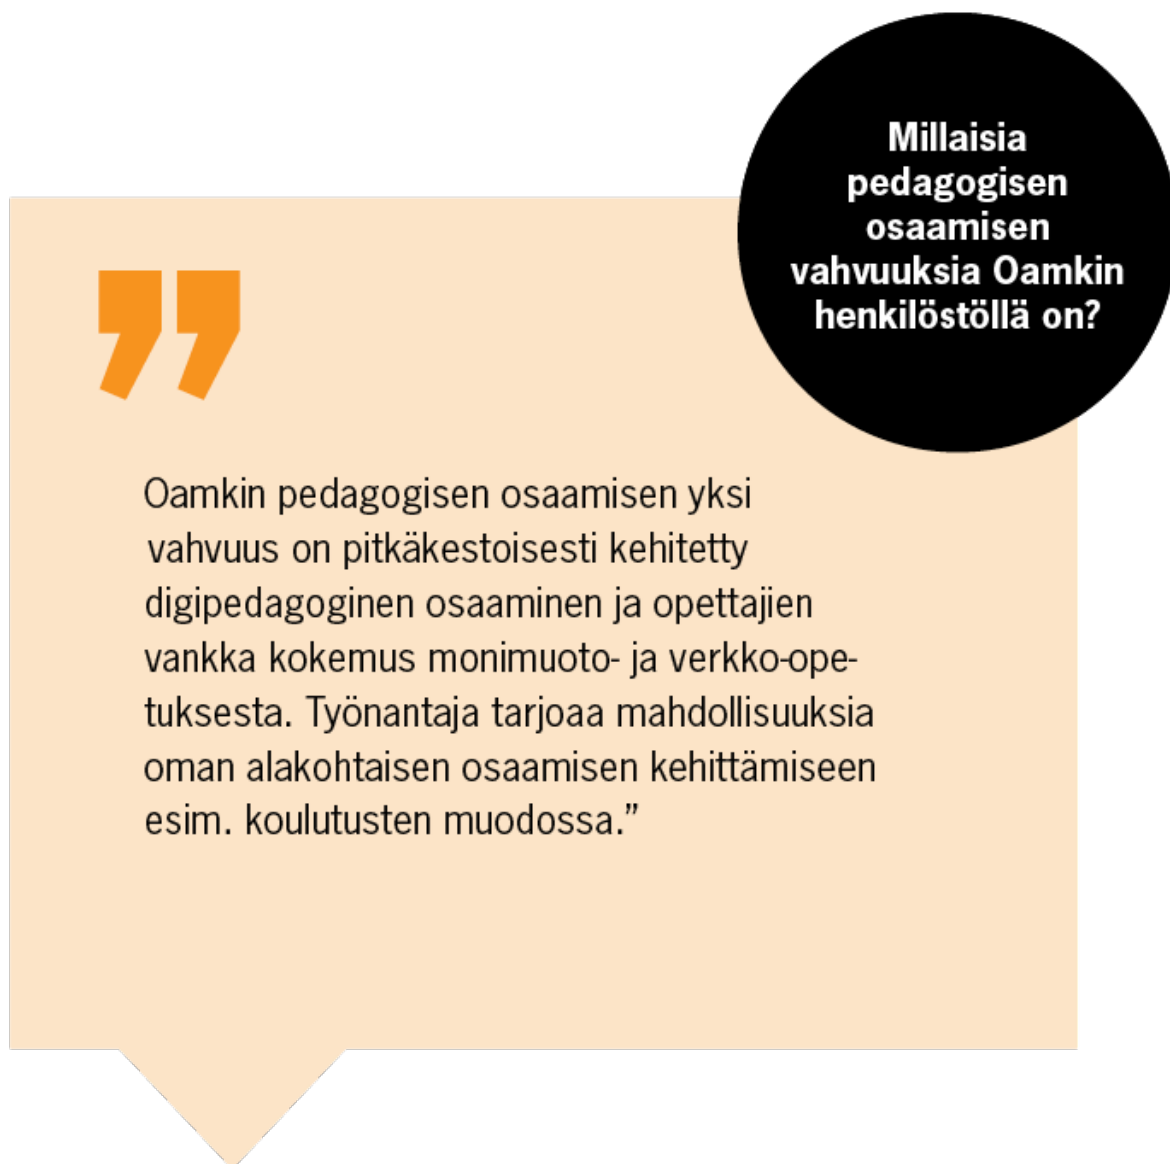 Millaisia
pedagogisen
osaamisen
vahvuuksia Oamkin
henkilöstöllä on?
”
Oamkin pedagogisen osaamisen yksi
vahvuus on pitkäkestoisesti kehitetty
digipedagoginen osaaminen ja opettajien
vankka kokemus monimuoto- ja verkko-ope-
tuksesta. Työnantaja tarjoaa mahdollisuuksia
oman alakohtaisen osaamisen kehittämiseen
esim. koulutusten muodossa.”